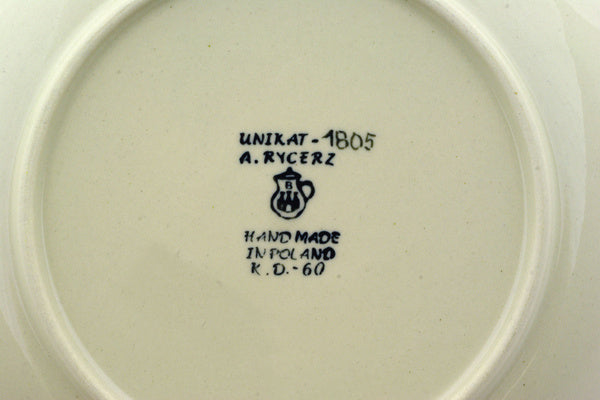 UNIKAT-1805
A. RYCERZ
B
HAND MADE
IN POLAND
K.D.-60